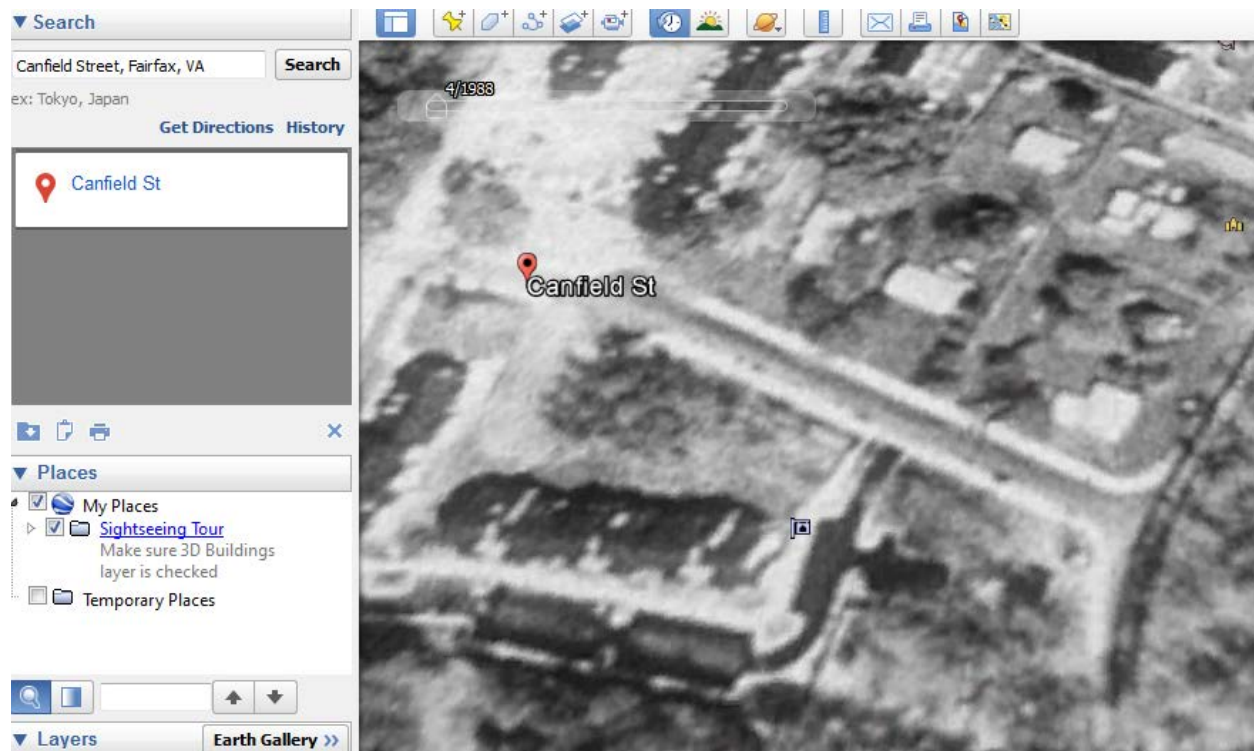 Search
Canfield Street, Fairfax, VA
Search
ex: Tokyo, Japan
Get Directions History
Canfield St
Places
My Places
Sightseeing Tour
Make sure 3D Buildings
layer is checked
Temporary Places
Layers
Earth Gallery >>
4/1988
Canfield St